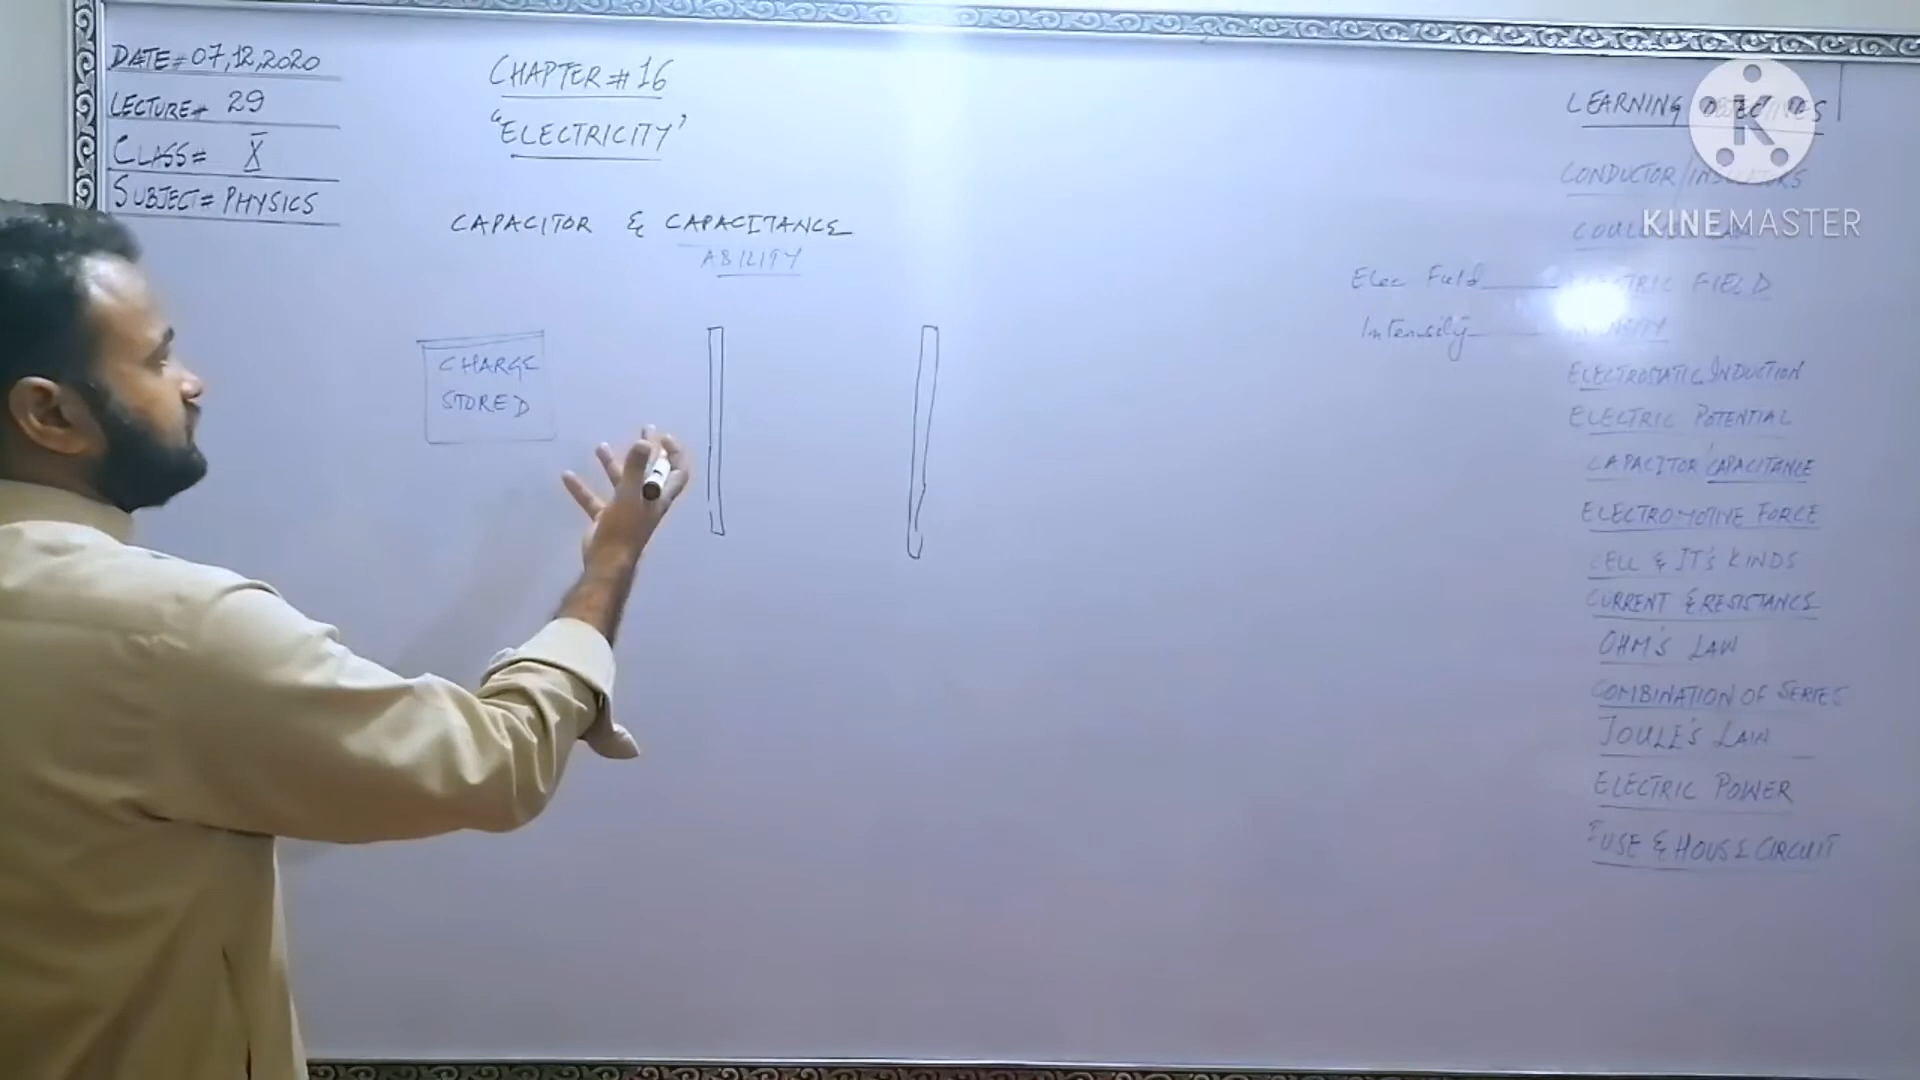 DATE# 07,12,2020
LECTURE# 29
CLASS# X
SUBJECT# PHYSICS
CHAPTER# 16
"ELECTRICITY"
CAPACITOR & CAPACITANCE
ABILITY
CHARGE
STORED
LEARNING
K
KINEMASTER
CONDUCTOR/
Elec Field FIELD
Intensity
ELECTROSTATIC INDUCTION
ELECTRIC POTENTIAL
CAPACITOR CAPACITANCE
ELECTROMOTIVE FORCE
CELL & IT'S KINDS
CURRENT & RESISTANCE
OHM'S LAW
COMBINATION OF SERIES
JOULE'S LAW
ELECTRIC POWER
FUSE & HOUSE CIRCUIT